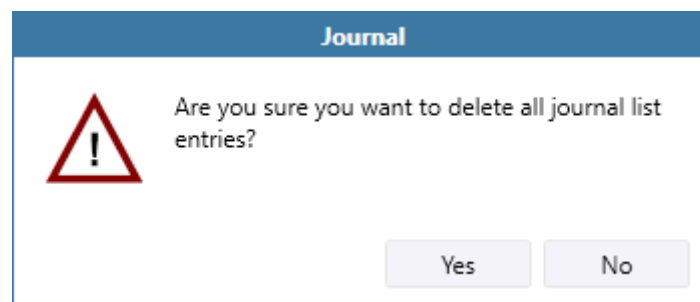 Journal
Are you sure you want to delete all journal list
entries?
!
Yes
No